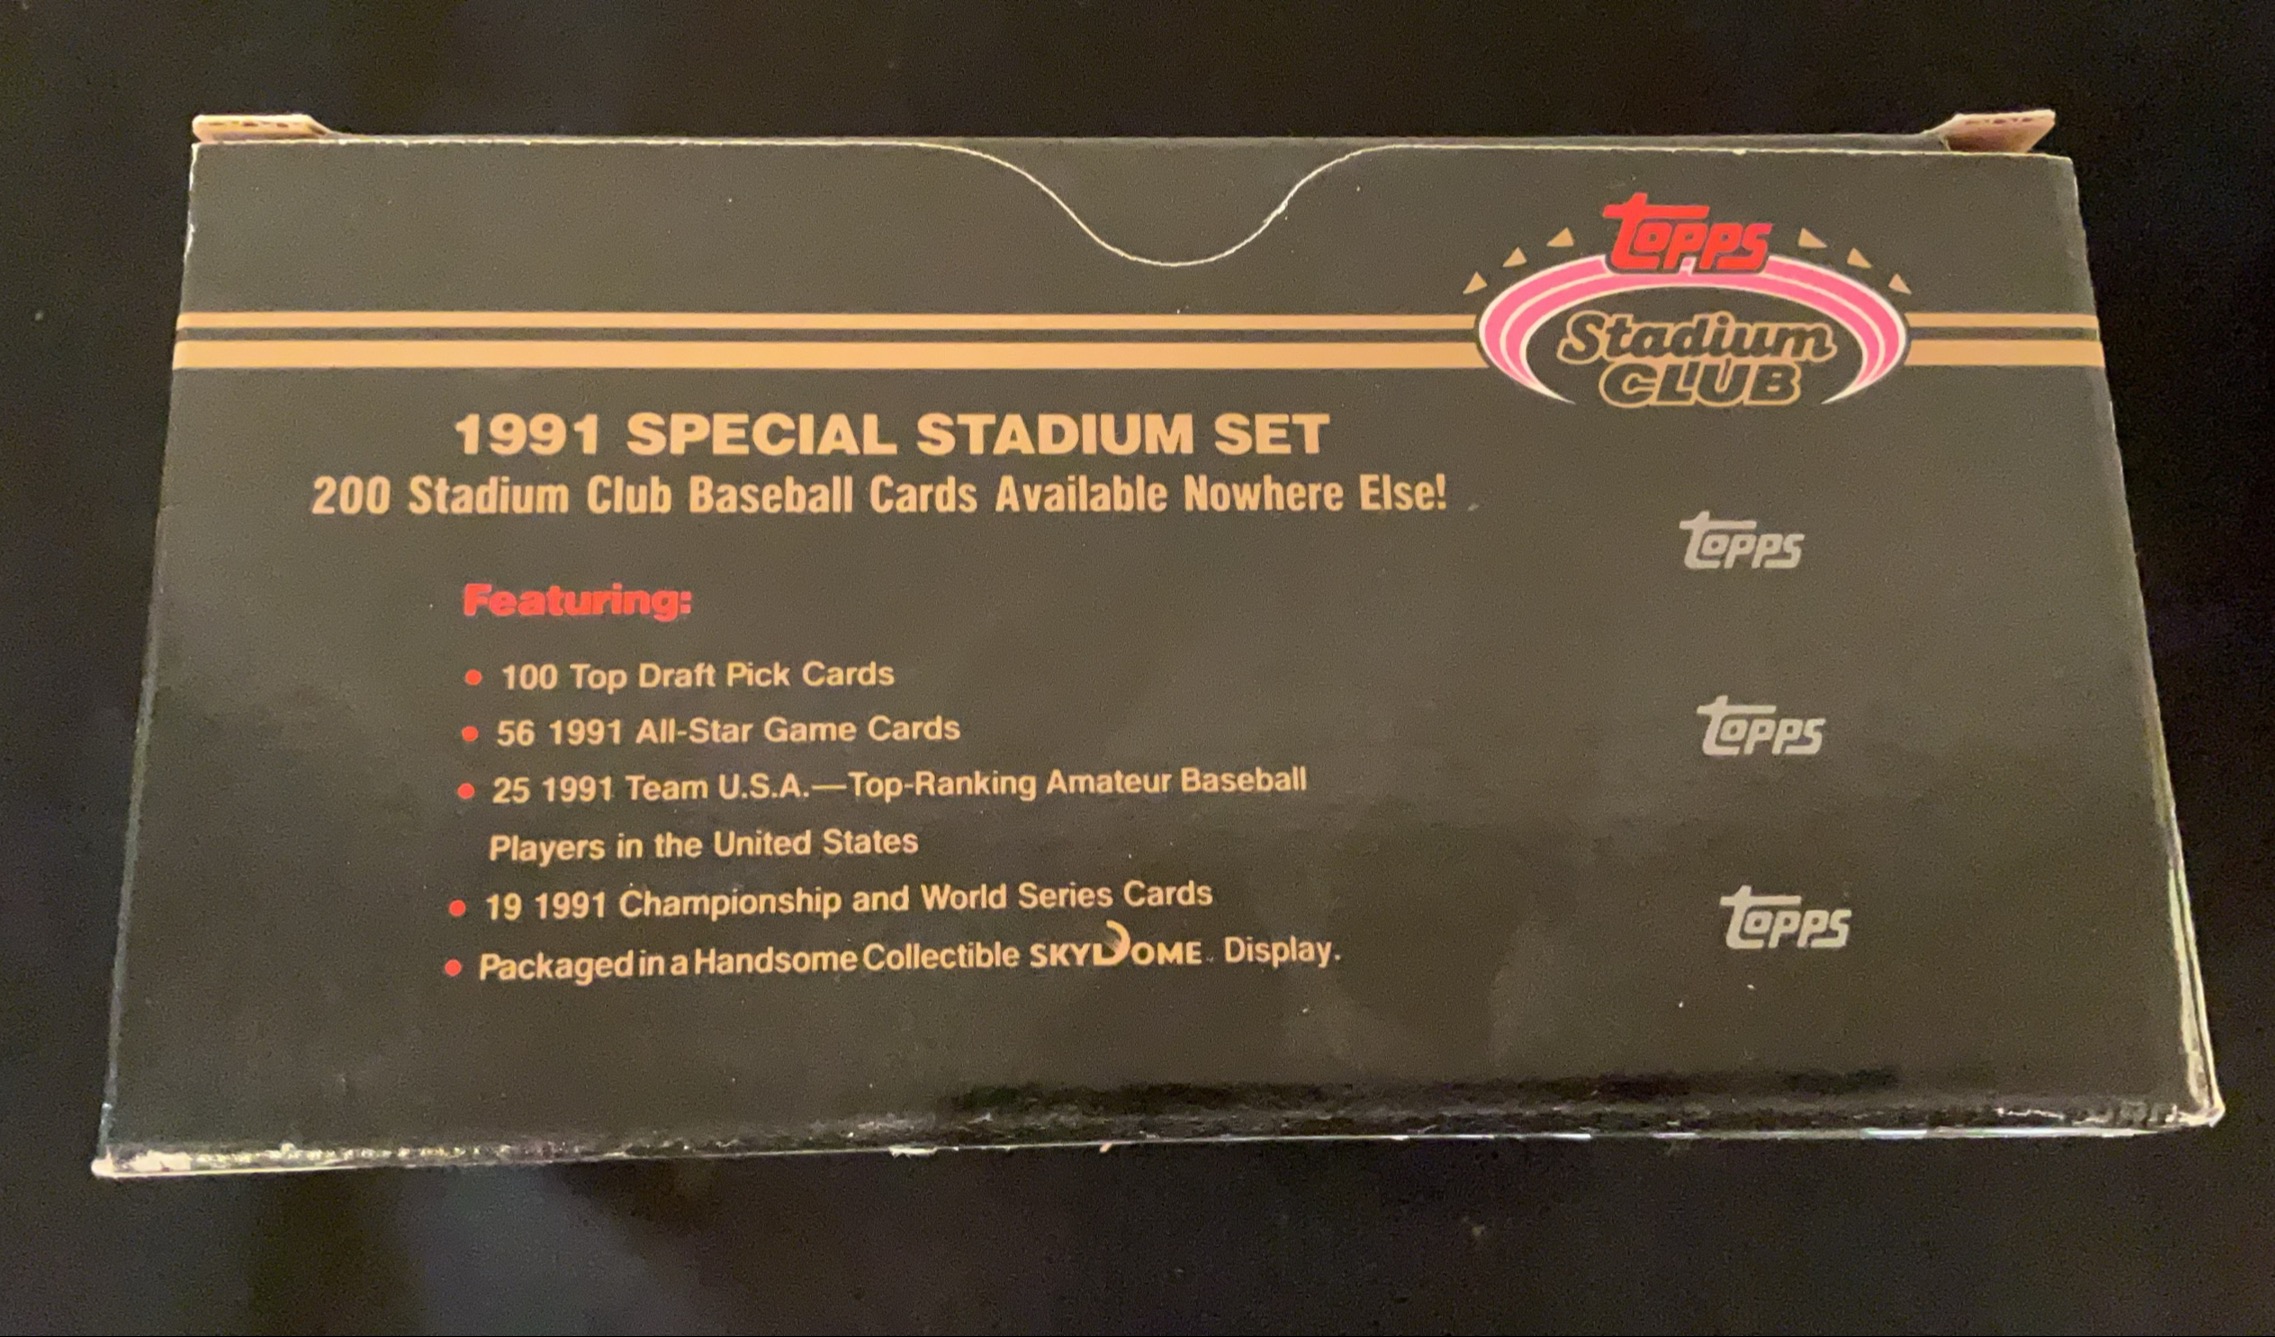 Topps
Stadium
CLUB
1991 SPECIAL STADIUM SET
200 Stadium Club Baseball Cards Available Nowhere Else!
Topps
Featuring:
• 100 Top Draft Pick Cards
• 56 1991 All-Star Game Cards
Topps
• 25 1991 Team U.S.A.—Top-Ranking Amateur Baseball
Players in the United States
• 19 1991 Championship and World Series Cards
Topps
• Packaged in a Handsome Collectible SKYDOME™ Display.